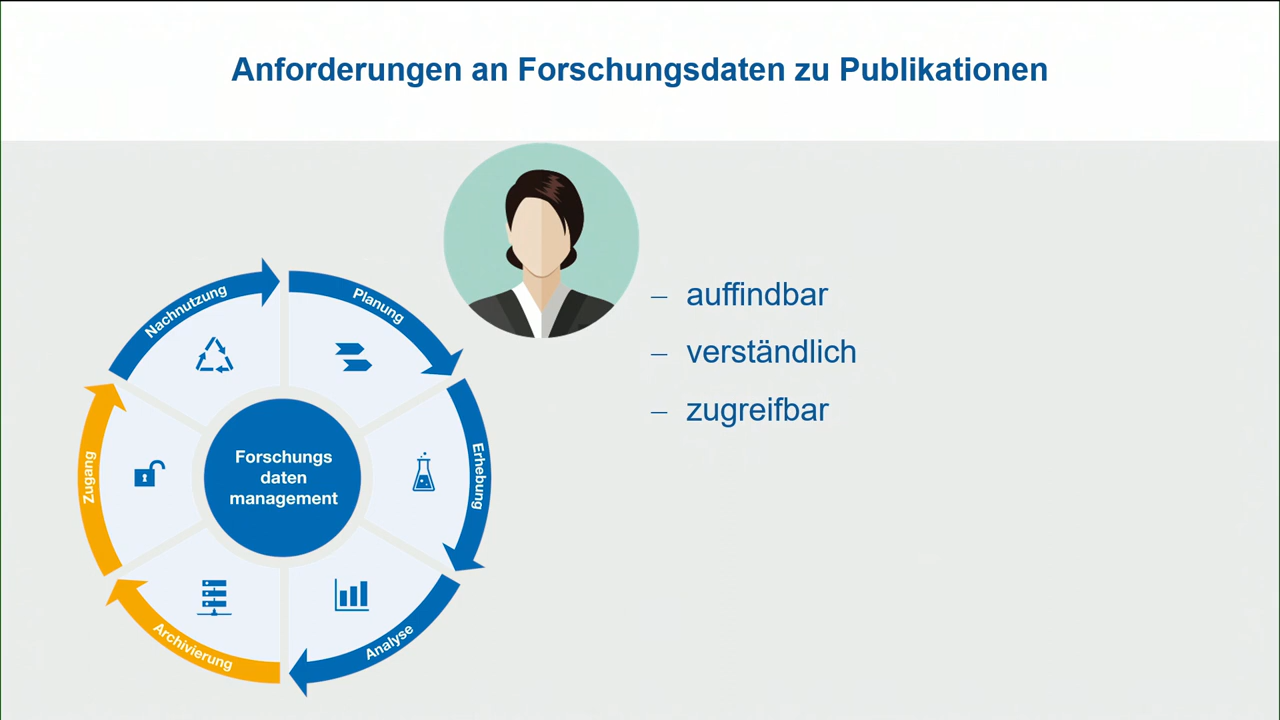 Anforderungen an Forschungsdaten zu Publikationen
Nachnutzung
Planung
Erhebung
Analyse
Archivierung
Zugang
Forschungs
daten
management
– auffindbar
– verständlich
– zugreifbar